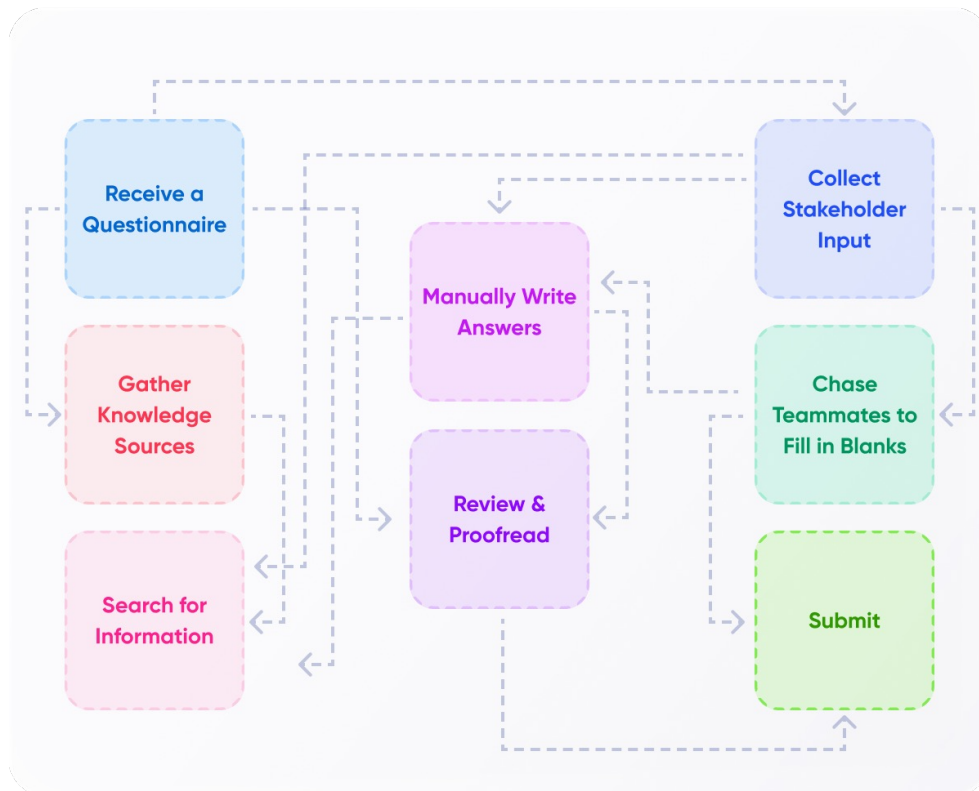 Receive a
Questionnaire
Gather
Knowledge
Sources
Search for
Information
Manually Write
Answers
Review &
Proofread
Collect
Stakeholder
Input
Chase
Teammates to
Fill in Blanks
Submit